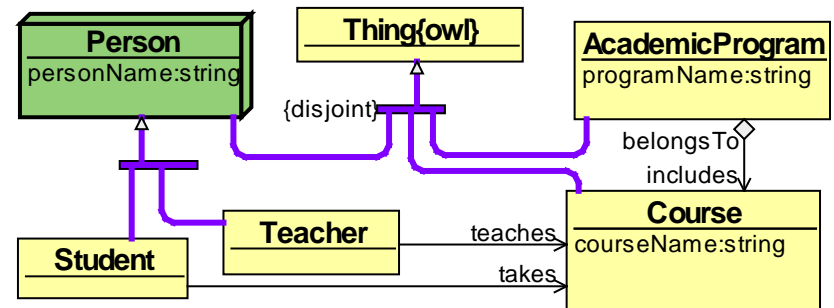 Person
personName:string
Thing{owl}
{disjoint}
AcademicProgram
programName:string
belongsTo
includes
Course
courseName:string
Teacher
teaches
Student
takes